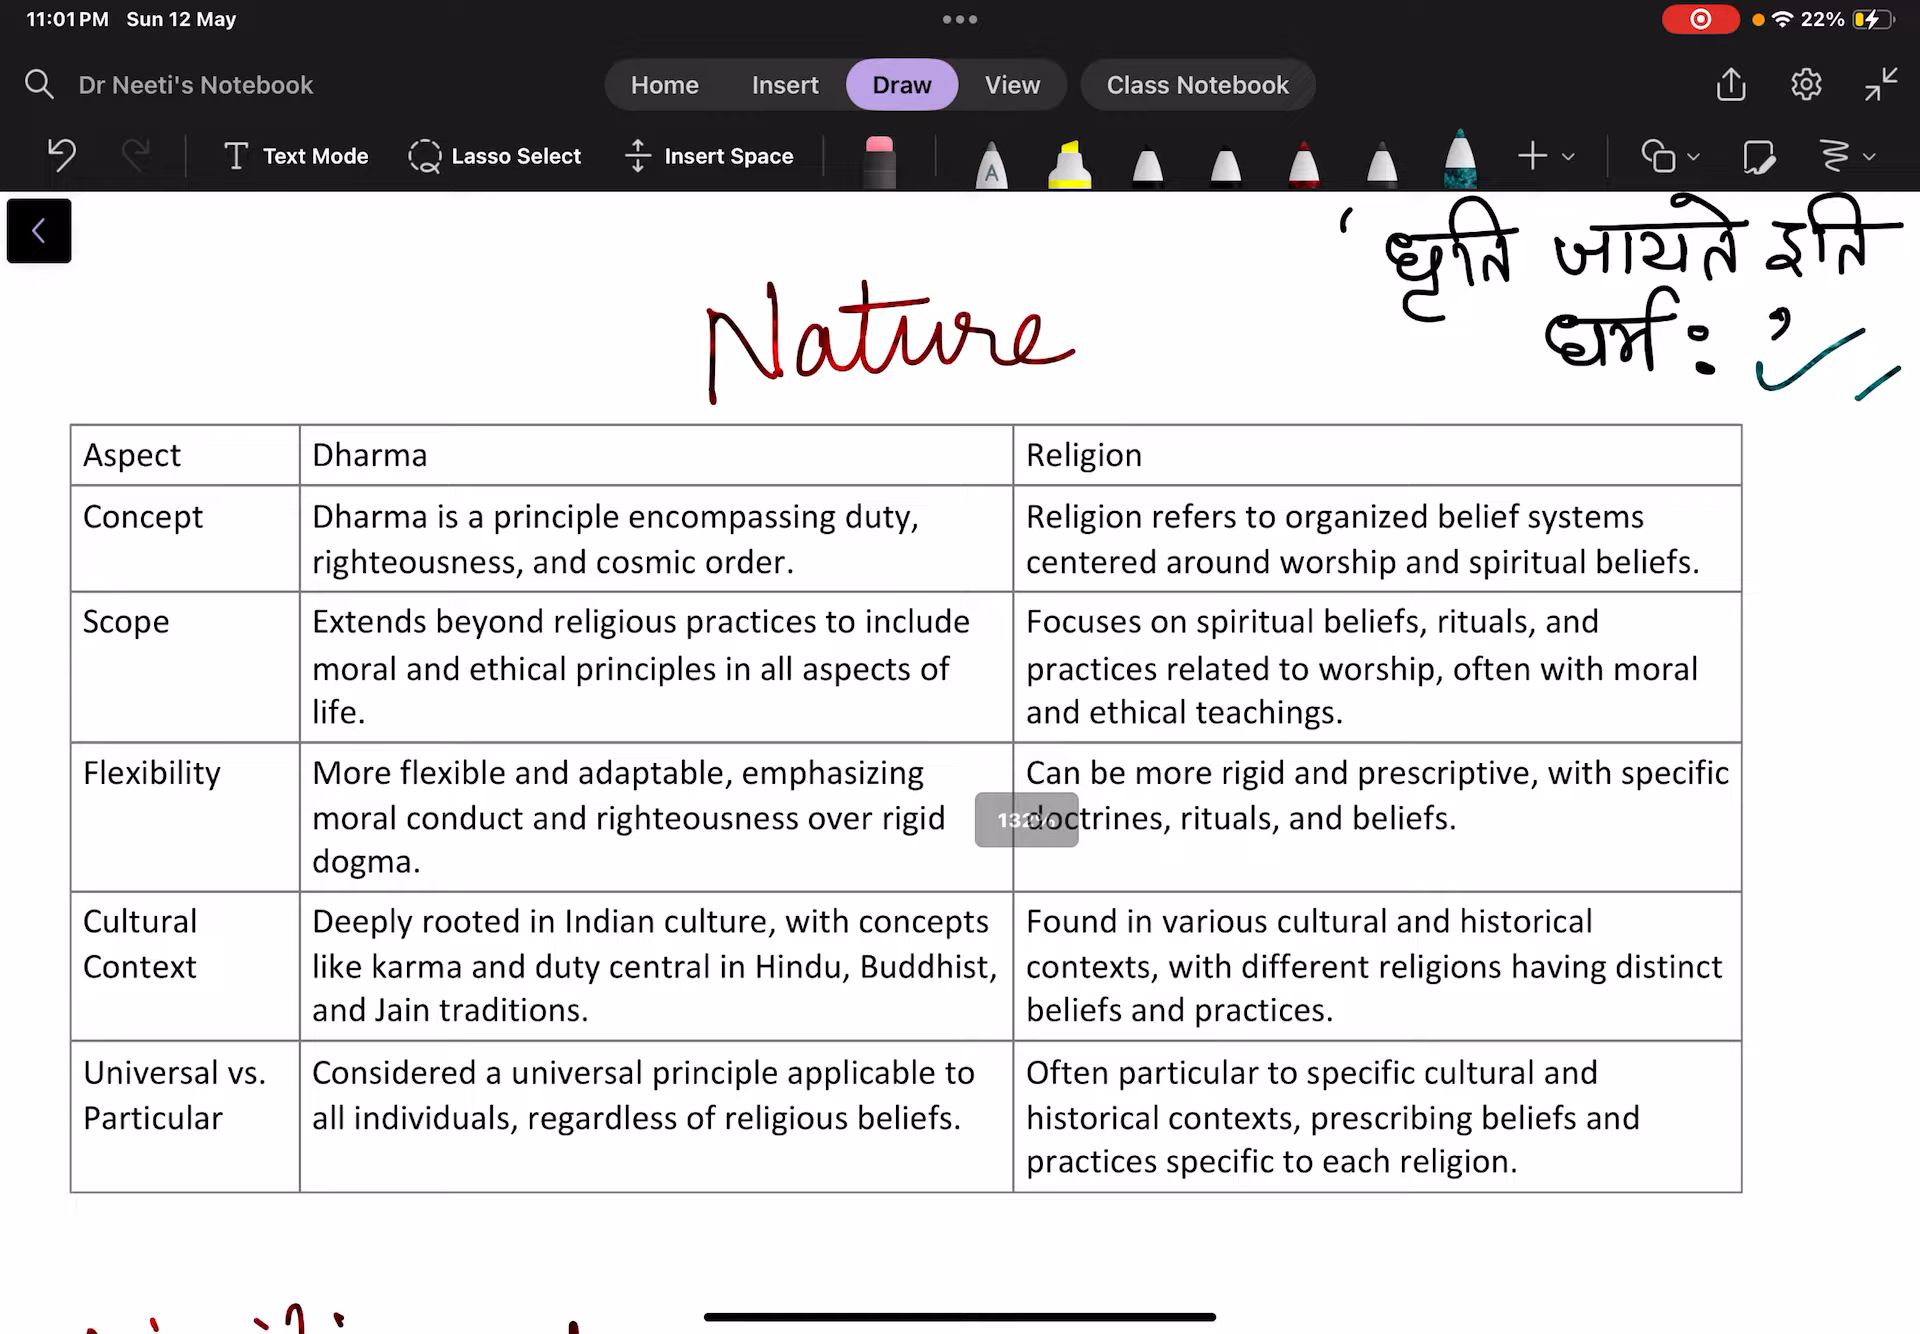 11:01 PM Sun 12 May
22%
Dr Neeti's Notebook
Home Insert Draw View Class Notebook
Text Mode Lasso Select Insert Space
A
'धृति जायते इति
धर्मः'
Nature
Aspect Dharma Religion
Concept
Dharma is a principle encompassing duty,
righteousness, and cosmic order.
Religion refers to organized belief systems
centered around worship and spiritual beliefs.
Scope
Extends beyond religious practices to include
moral and ethical principles in all aspects of
life.
Focuses on spiritual beliefs, rituals, and
practices related to worship, often with moral
and ethical teachings.
Flexibility
More flexible and adaptable, emphasizing
moral conduct and righteousness over rigid
dogma.
Can be more rigid and prescriptive, with specific
doctrines, rituals, and beliefs.
132%
Cultural
Context
Deeply rooted in Indian culture, with concepts
like karma and duty central in Hindu, Buddhist,
and Jain traditions.
Found in various cultural and historical
contexts, with different religions having distinct
beliefs and practices.
Universal vs.
Particular
Considered a universal principle applicable to
all individuals, regardless of religious beliefs.
Often particular to specific cultural and
historical contexts, prescribing beliefs and
practices specific to each religion.